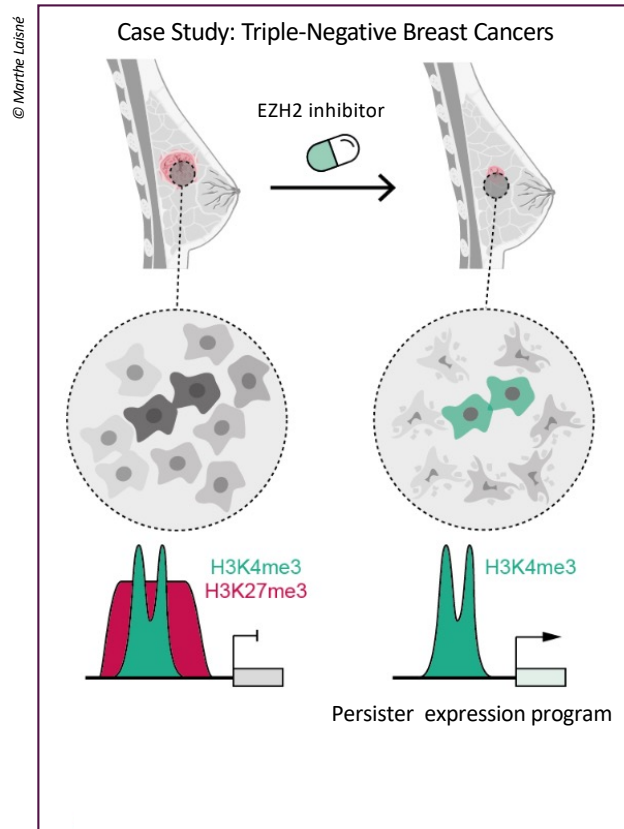 © Marthe Laisné
Case Study: Triple-Negative Breast Cancers
EZH2 inhibitor
H3K4me3
H3K27me3
H3K4me3
Persister expression program